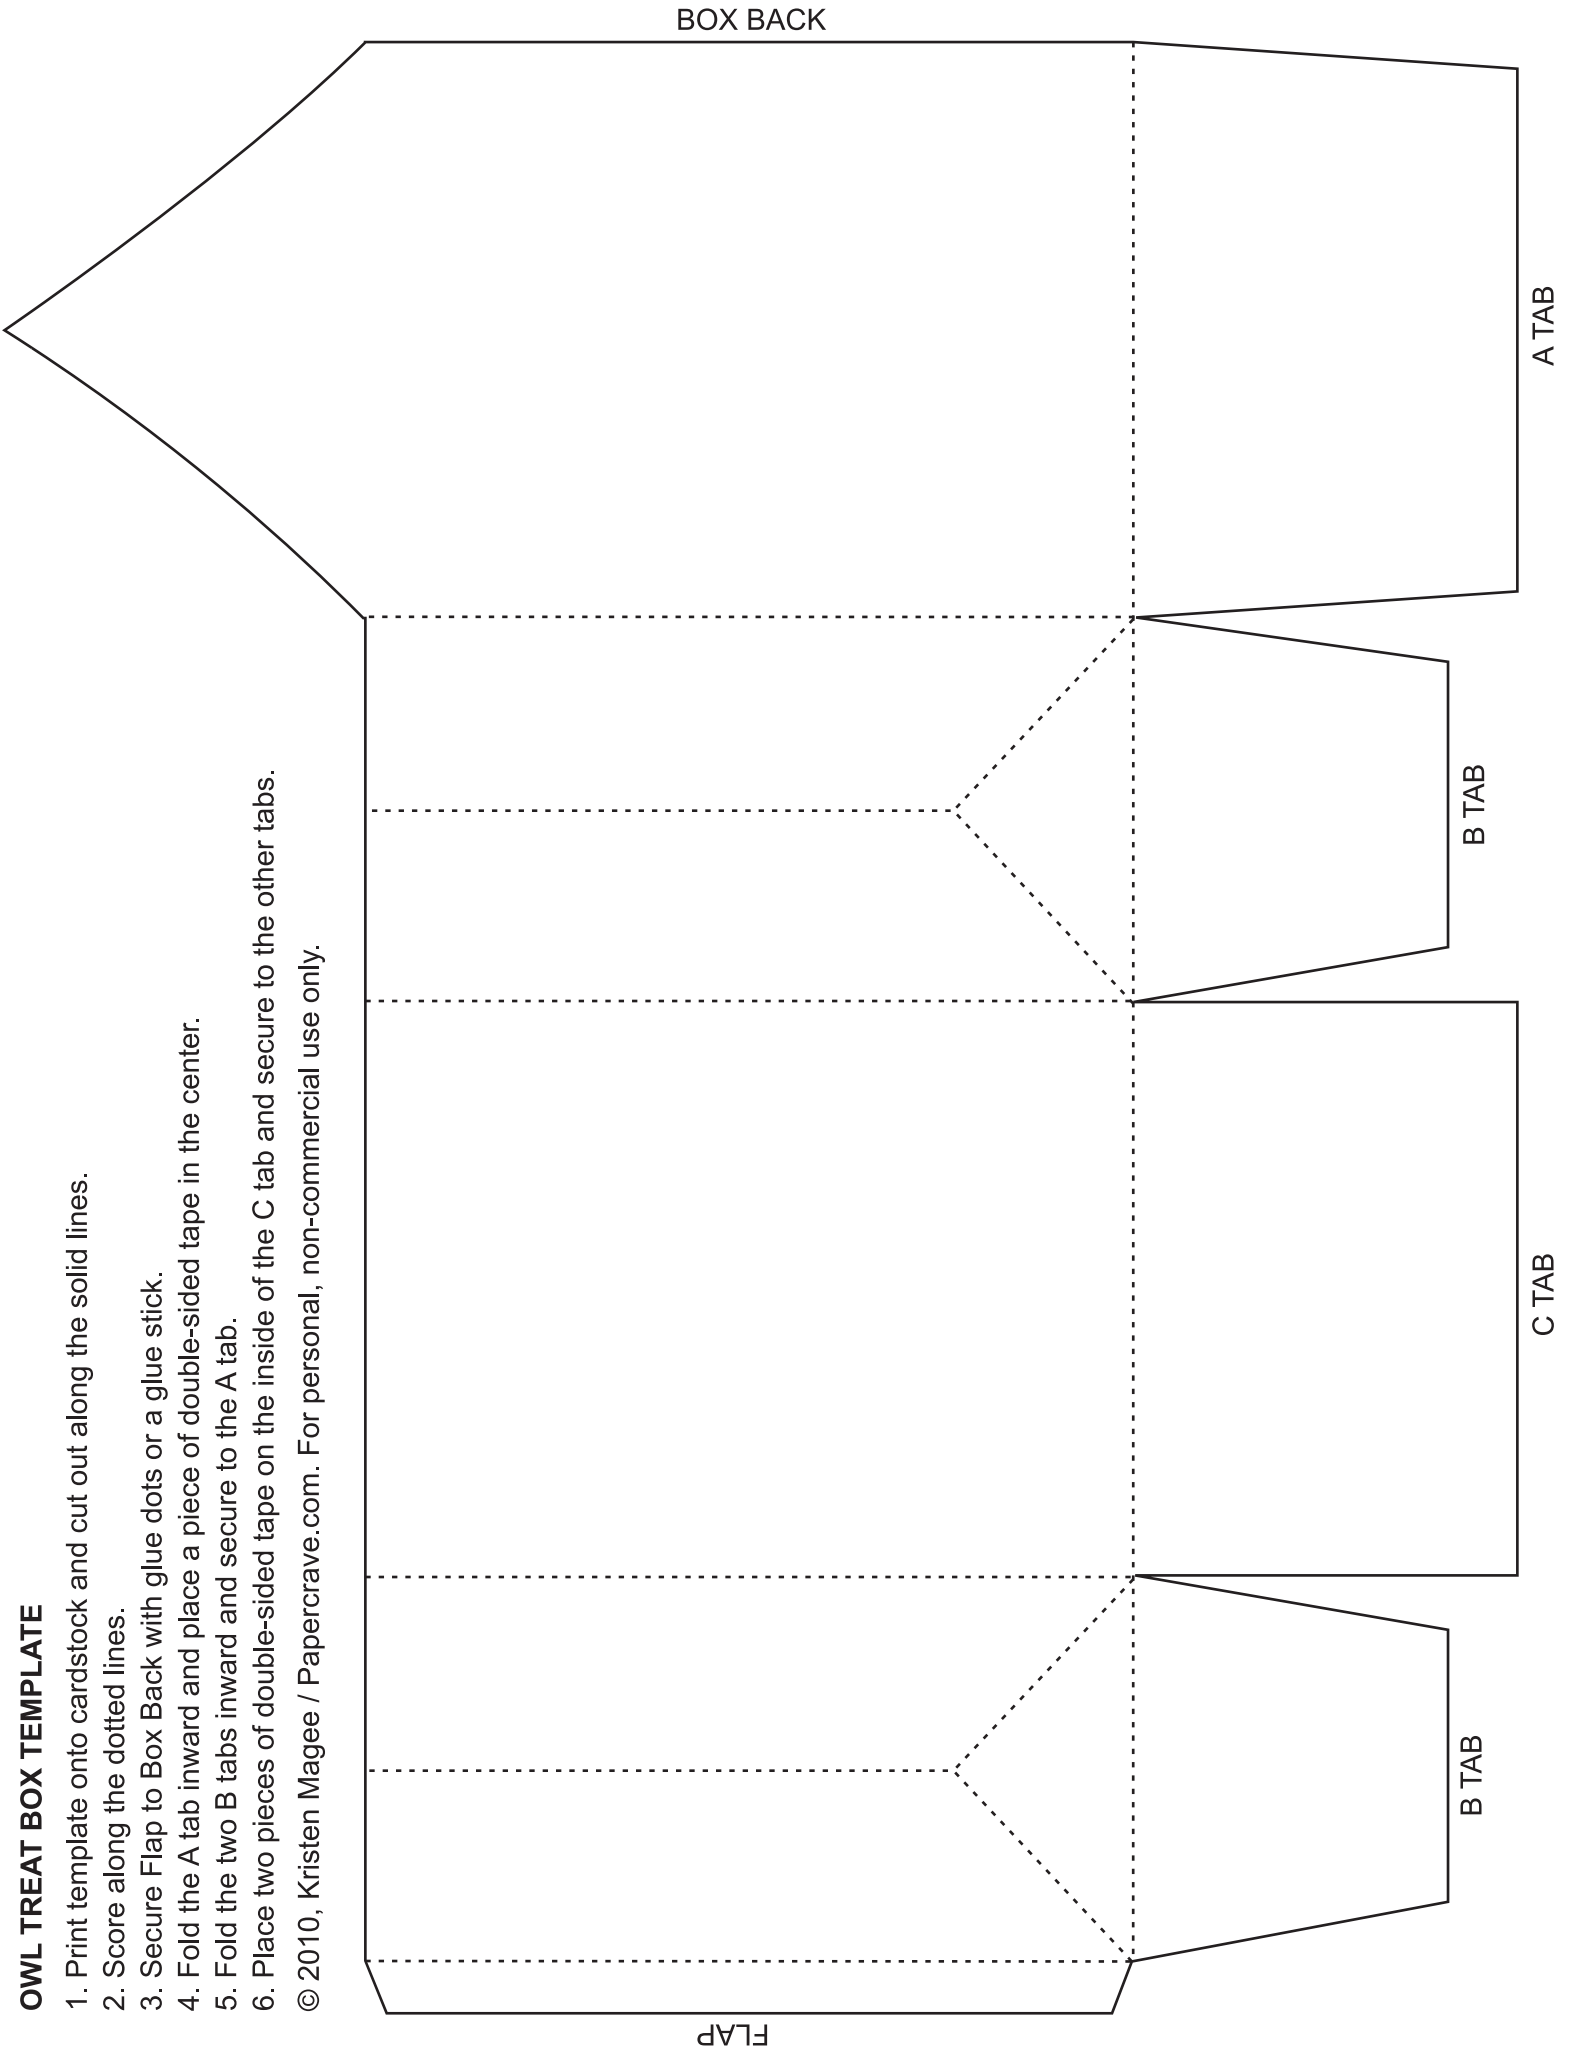 OWL TREAT BOX TEMPLATE
1. Print template onto cardstock and cut out along the solid lines.
2. Score along the dotted lines.
3. Secure Flap to Box Back with glue dots or a glue stick.
4. Fold the A tab inward and place a piece of double-sided tape in the center.
5. Fold the two B tabs inward and secure to the A tab.
6. Place two pieces of double-sided tape on the inside of the C tab and secure to the other tabs.
© 2010, Kristen Magee / Papercrave.com. For personal, non-commercial use only.
BOX BACK
FLAP
B TAB
C TAB
B TAB
A TAB